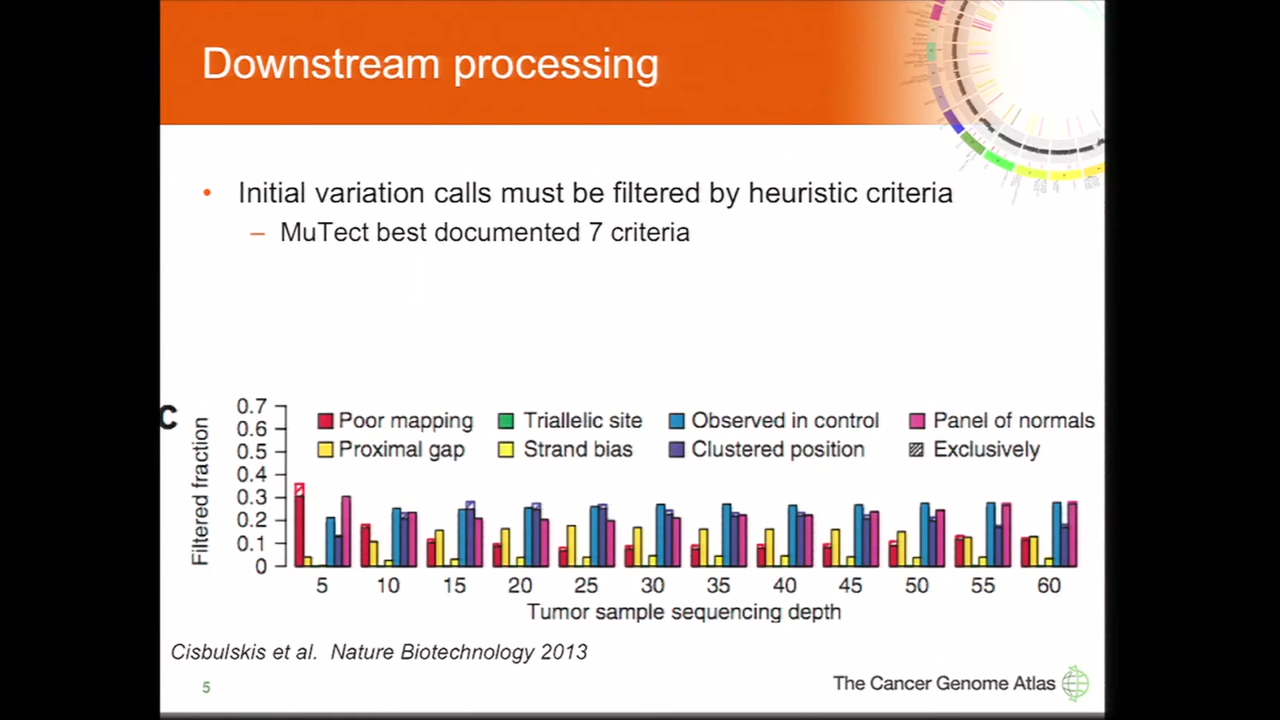 Downstream processing
• Initial variation calls must be filtered by heuristic criteria
– MuTect best documented 7 criteria
c
Filtered fraction
0.7
0.6
0.5
0.4
0.3
0.2
0.1
0
Poor mapping
Triallelic site
Observed in control
Panel of normals
Proximal gap
Strand bias
Clustered position
Exclusively
5 10 15 20 25 30 35 40 45 50 55 60
Tumor sample sequencing depth
Cisbulskis et al. Nature Biotechnology 2013
5
The Cancer Genome Atlas